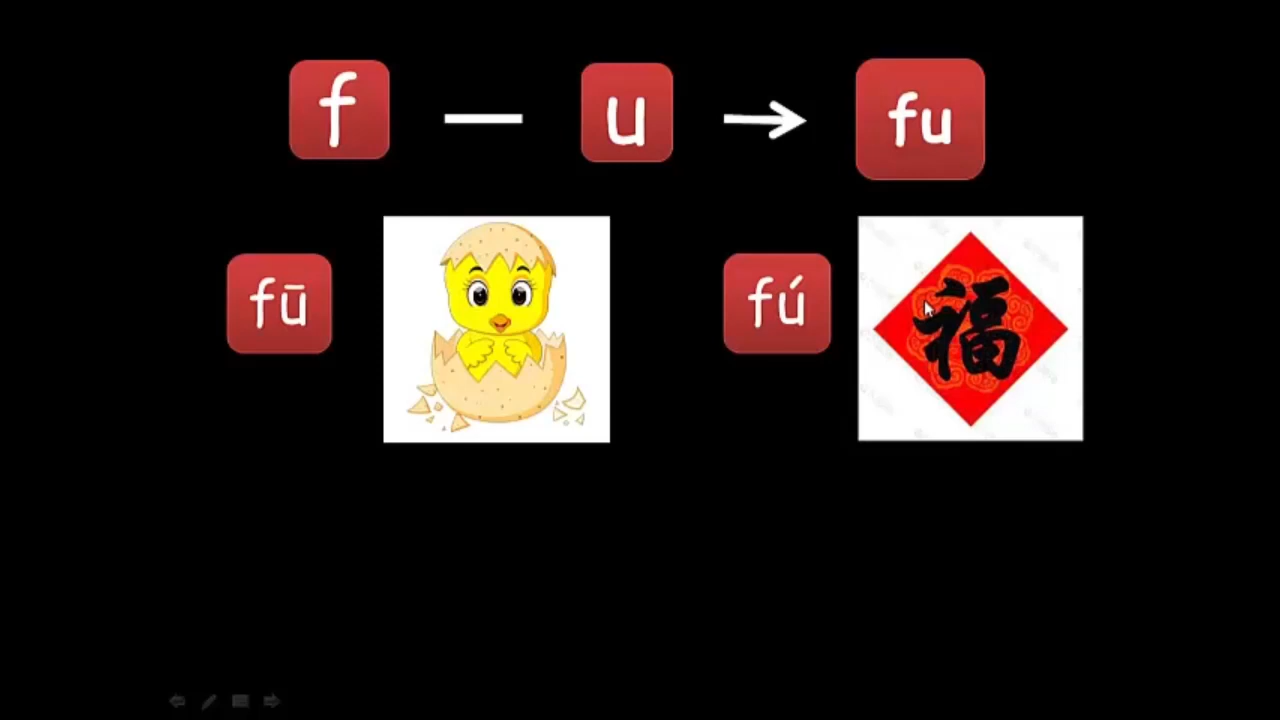 f — u → fu
fū
fú
福